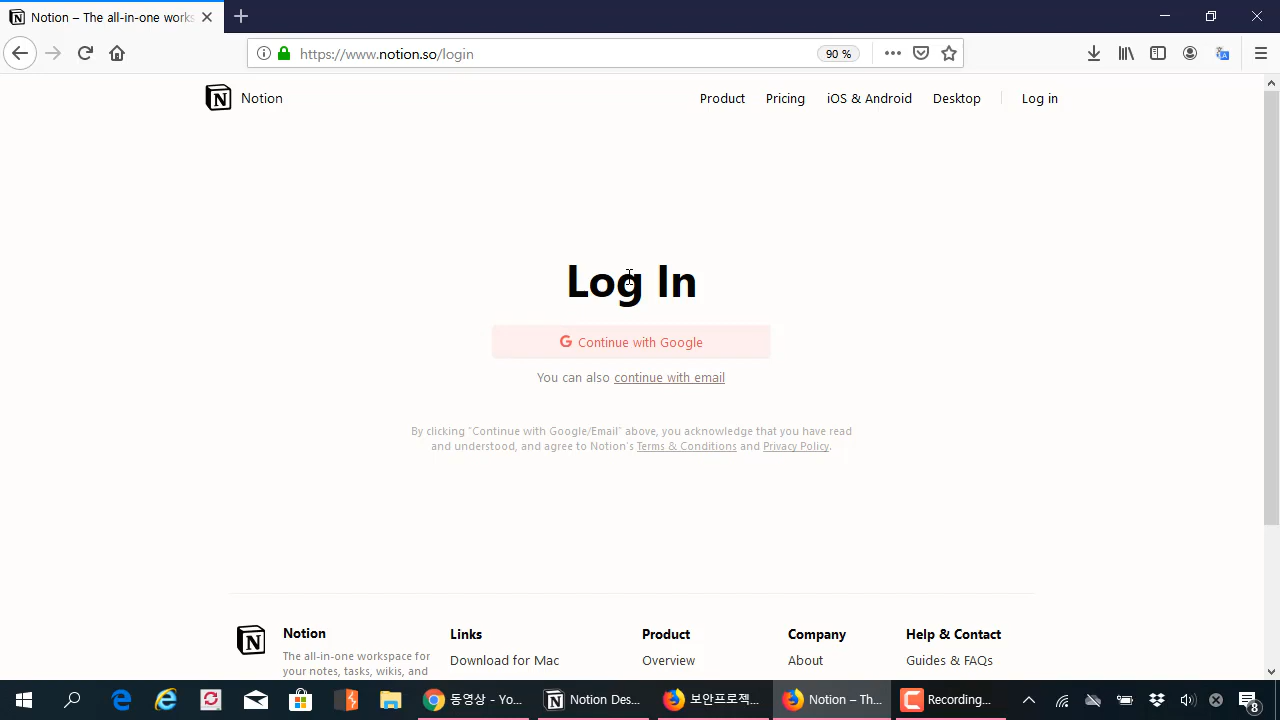 Notion – The all-in-one works
https://www.notion.so/login
90 %
Notion
Product
Pricing
iOS & Android
Desktop
Log in
Log In
G Continue with Google
You can also continue with email
By clicking "Continue with Google/Email" above, you acknowledge that you have read
and understood, and agree to Notion's Terms & Conditions and Privacy Policy.
Notion
The all-in-one workspace for
your notes, tasks, wikis, and
Links
Download for Mac
Product
Overview
Company
About
Help & Contact
Guides & FAQs
동영상 - Yo...
Notion Des...
보안프로젝...
Notion – Th...
Recording...
8